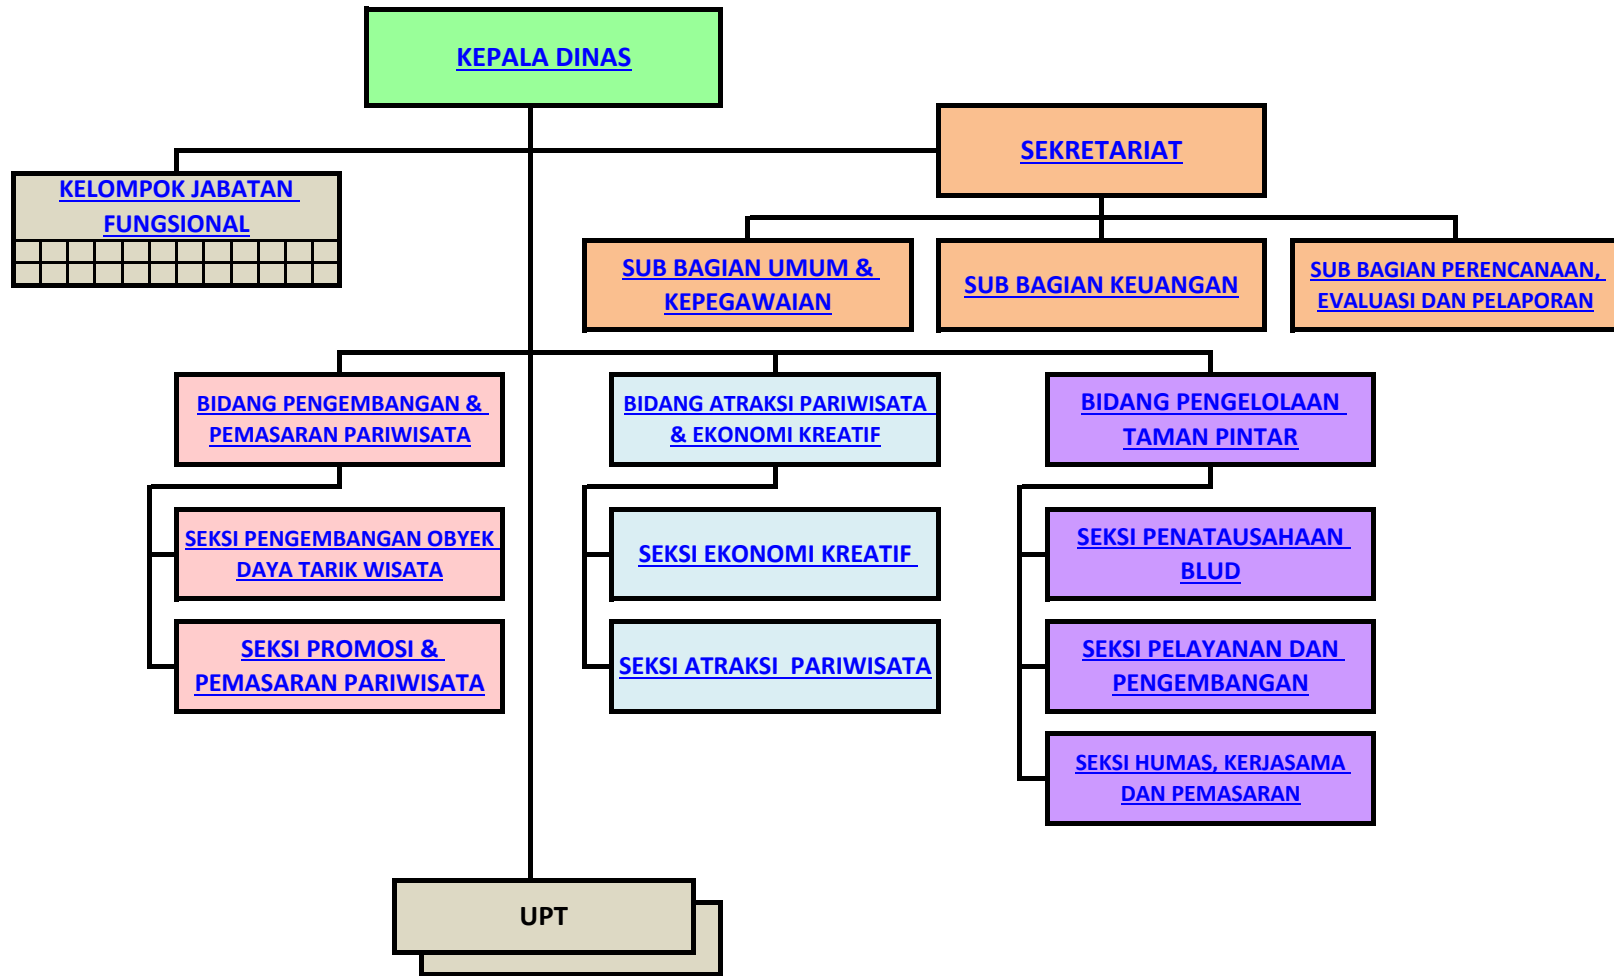 KEPALA DINAS
SEKRETARIAT
KELOMPOK JABATAN
FUNGSIONAL
SUB BAGIAN UMUM &
KEPEGAWAIAN
SUB BAGIAN KEUANGAN
SUB BAGIAN PERENCANAAN,
EVALUASI DAN PELAPORAN
BIDANG PENGEMBANGAN &
PEMASARAN PARIWISATA
BIDANG ATRAKSI PARIWISATA
& EKONOMI KREATIF
BIDANG PENGELOLAAN
TAMAN PINTAR
SEKSI PENGEMBANGAN OBYEK
DAYA TARIK WISATA
SEKSI EKONOMI KREATIF
SEKSI PENATAUSAHAAN
BLUD
SEKSI PROMOSI &
PEMASARAN PARIWISATA
SEKSI ATRAKSI  PARIWISATA
SEKSI PELAYANAN DAN
PENGEMBANGAN
SEKSI HUMAS, KERJASAMA
DAN PEMASARAN
UPT